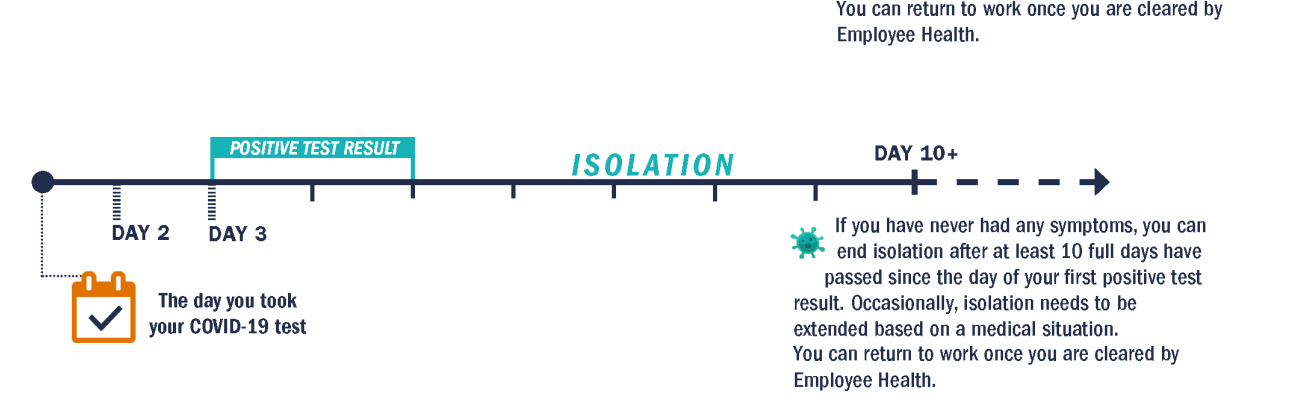 You can return to work once you are cleared by
Employee Health.
POSITIVE TEST RESULT
ISOLATION
DAY 10+
DAY 2
DAY 3
The day you took
your COVID-19 test
If you have never had any symptoms, you can
end isolation after at least 10 full days have
passed since the day of your first positive test
result. Occasionally, isolation needs to be
extended based on a medical situation.
You can return to work once you are cleared by
Employee Health.